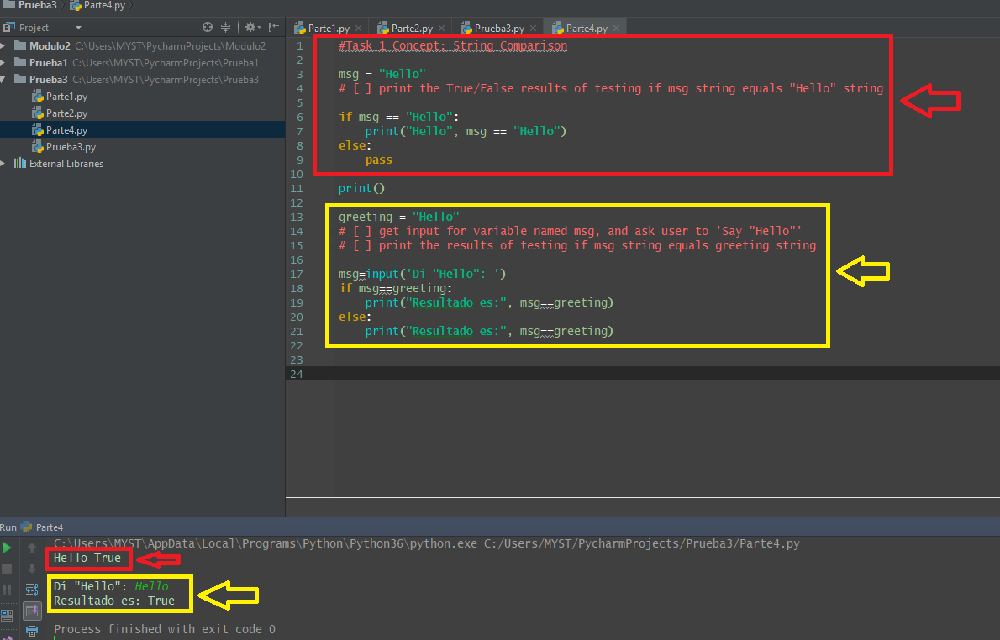 Prueba3 Parte4.py
Project
Modulo2 C:\Users\MYST\PycharmProjects\Modulo2
Prueba1 C:\Users\MYST\PycharmProjects\Prueba1
Prueba3 C:\Users\MYST\PycharmProjects\Prueba3
Parte1.py
Parte2.py
Parte4.py
Prueba3.py
External Libraries
Parte1.py Parte2.py Prueba3.py Parte4.py
1 #Task 1 Concept: String Comparison
2
3 msg = "Hello"
4 # [ ] print the True/False results of testing if msg string equals "Hello" string
5
6 if msg == "Hello":
7 print("Hello", msg == "Hello")
8 else:
9 pass
10
11 print()
12
13 greeting = "Hello"
14 # [ ] get input for variable named msg, and ask user to 'Say "Hello"'
15 # [ ] print the results of testing if msg string equals greeting string
16
17 msg=input('Di "Hello": ')
18 if msg==greeting:
19 print("Resultado es:", msg==greeting)
20 else:
21 print("Resultado es:", msg==greeting)
22
23
24
Run Parte4
C:\Users\MYST\AppData\Local\Programs\Python\Python36\python.exe C:/Users/MYST/PycharmProjects/Prueba3/Parte4.py
Hello True
Di "Hello": Hello
Resultado es: True
Process finished with exit code 0